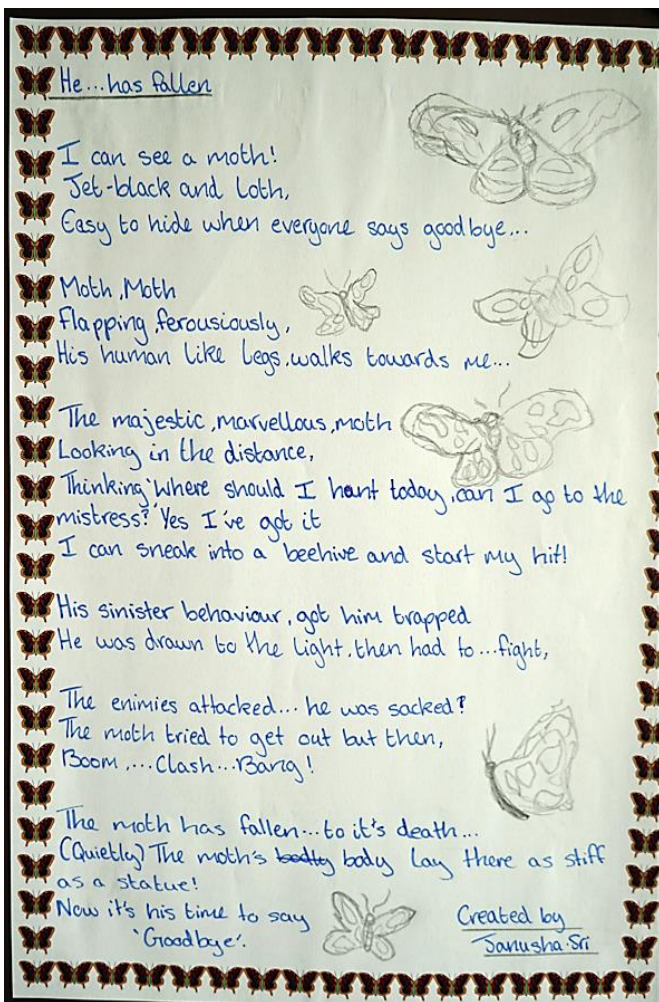 He...has fallen
I can see a moth!
Jet-black and Loth,
Easy to hide when everyone says goodbye...
Moth, Moth
Flapping, ferousiously,
His human like legs, walks towards me...
The majestic, marvellous, moth
Looking in the distance,
Thinking 'Where should I hant today, can I go to the
mistress?' Yes I've got it
I can sneak into a beehive and start my hit!
His sinister behaviour, got him trapped
He was drawn to the light, then had to...fight,
The enimies attacked... he was sacked?
The moth tried to get out but then,
Boom,...Clash...Bang!
The moth has fallen...to it's death...
(Quietly) The moth's body lay there as stiff
as a statue!
Now it's his time to say
'Goodbye'.
Created by
Janusha.Sri